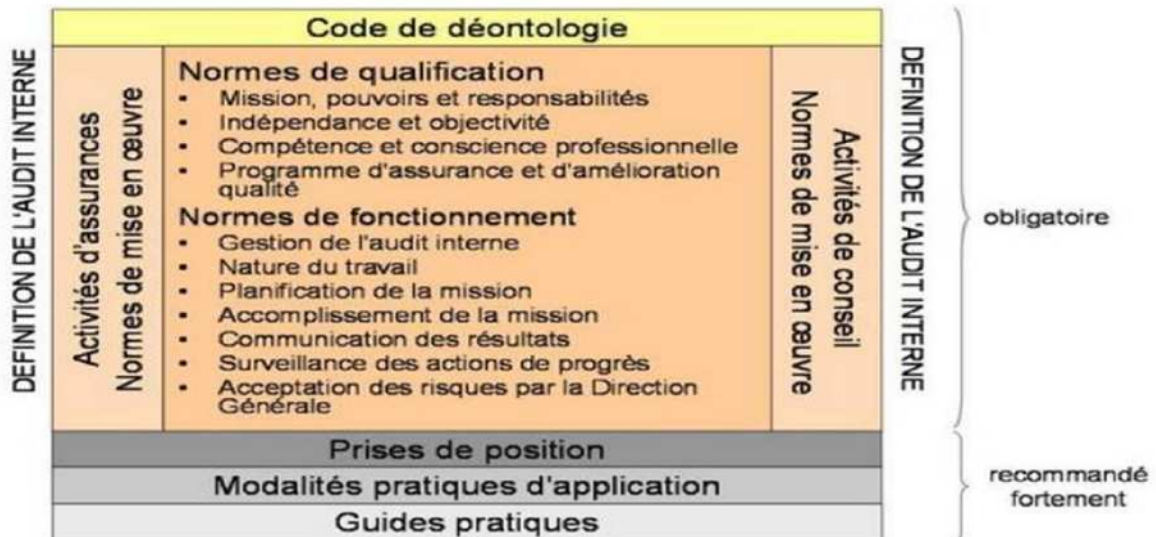 Code de déontologie
DEFINITION DE L'AUDIT INTERNE
Activités d'assurances
Normes de mise en œuvre
Normes de qualification
• Mission, pouvoirs et responsabilités
• Indépendance et objectivité
• Compétence et conscience professionnelle
• Programme d'assurance et d'amélioration
qualité
Normes de fonctionnement
• Gestion de l'audit interne
• Nature du travail
• Planification de la mission
• Accomplissement de la mission
• Communication des résultats
• Surveillance des actions de progrès
• Acceptation des risques par la Direction
Générale
Activités de conseil
Normes de mise en œuvre
DEFINITION DE L'AUDIT INTERNE
obligatoire
Prises de position
Modalités pratiques d'application
Guides pratiques
recommandé
fortement